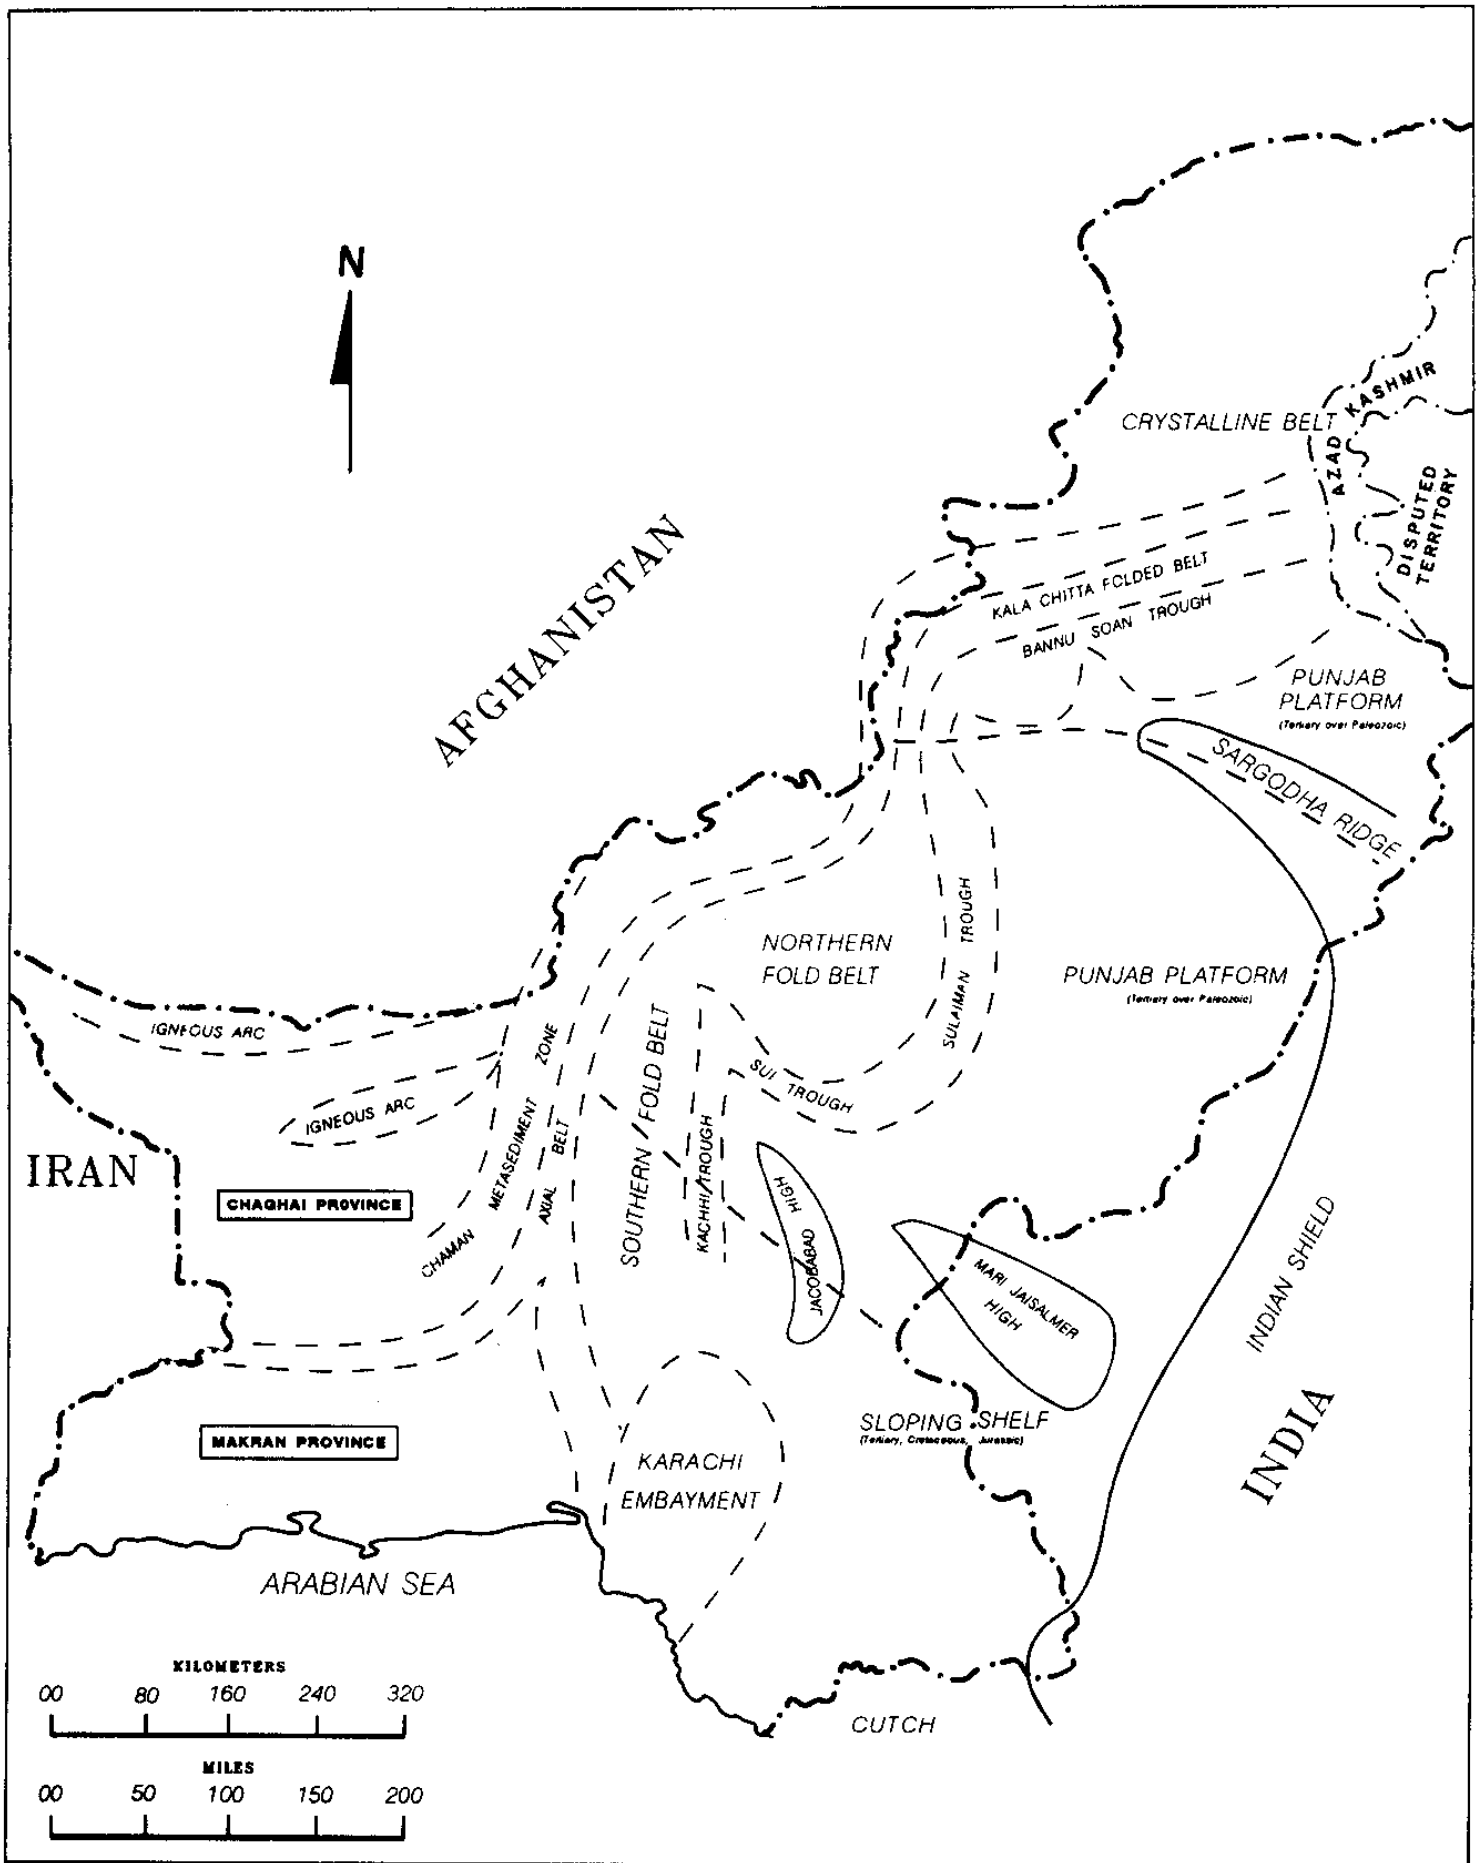 N
KASHMIR
CRYSTALLINE BELT
AZAD
DISPUTED
TERRITORY
AFGHANISTAN
KALA CHITTA FOLDED BELT
BANNU SOAN TROUGH
PUNJAB
PLATFORM
(Tertiary over Paleozoic)
SARGODHA RIDGE
NORTHERN
FOLD BELT
SULAIMAN TROUGH
PUNJAB PLATFORM
(Tertiary over Paleozoic)
IGNEOUS ARC
IGNEOUS ARC
CHAMAN METASEDIMENT ZONE
AXIAL BELT
SOUTHERN FOLD BELT
KACHHI TROUGH
SUI TROUGH
IRAN
CHAGHAI PROVINCE
JACOBABAD HIGH
MARI JAISALMER
HIGH
INDIAN SHIELD
INDIA
SLOPING SHELF
(Tertiary, Cretaceous, Jurassic)
MAKRAN PROVINCE
KARACHI
EMBAYMENT
ARABIAN SEA
CUTCH
KILOMETERS
00 80 160 240 320
MILES
00 50 100 150 200